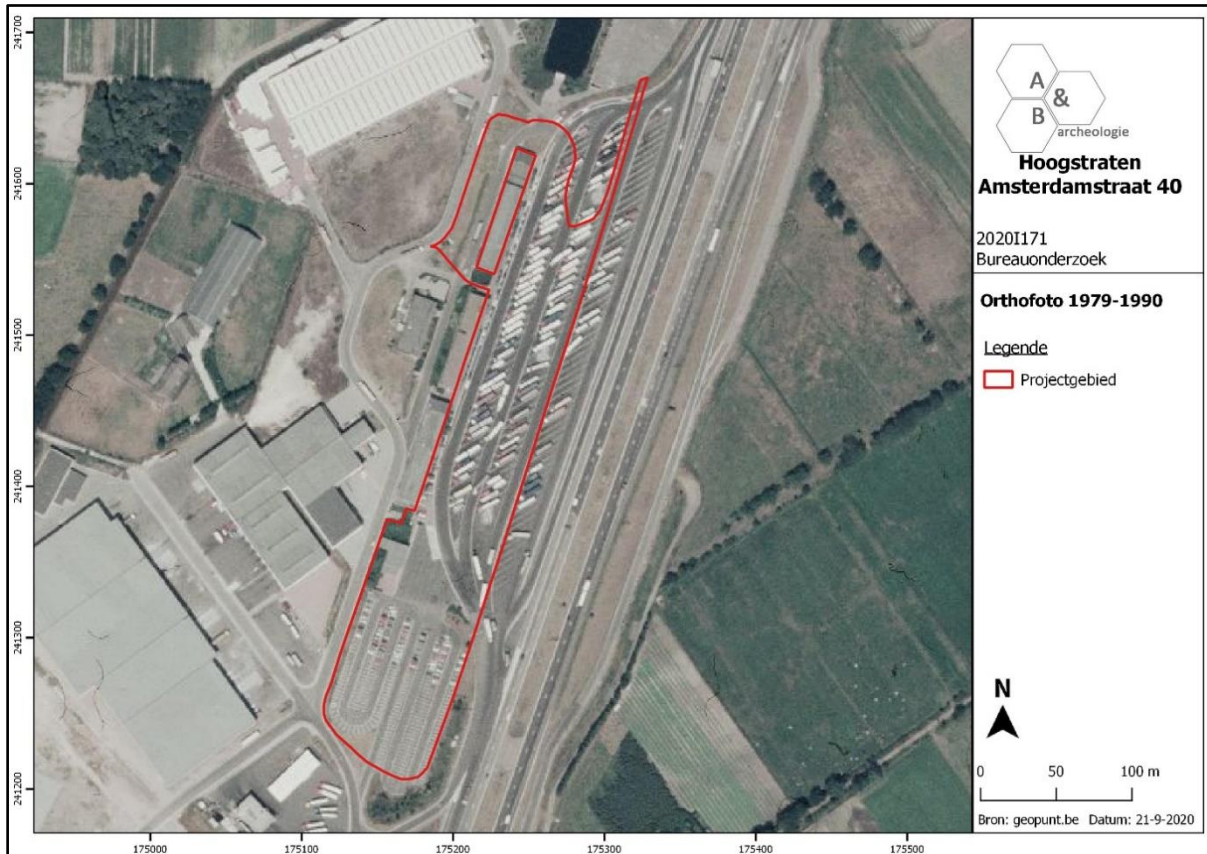 241700
241600
241500
241400
241300
241200
175000
175100
175200
175300
175400
175500
A
&
B
archeologie
Hoogstraten
Amsterdamstraat 40
2020I171
Bureauonderzoek
Orthofoto 1979-1990
Legende
Projectgebied
N
0 50 100 m
Bron: geopunt.be Datum: 21-9-2020